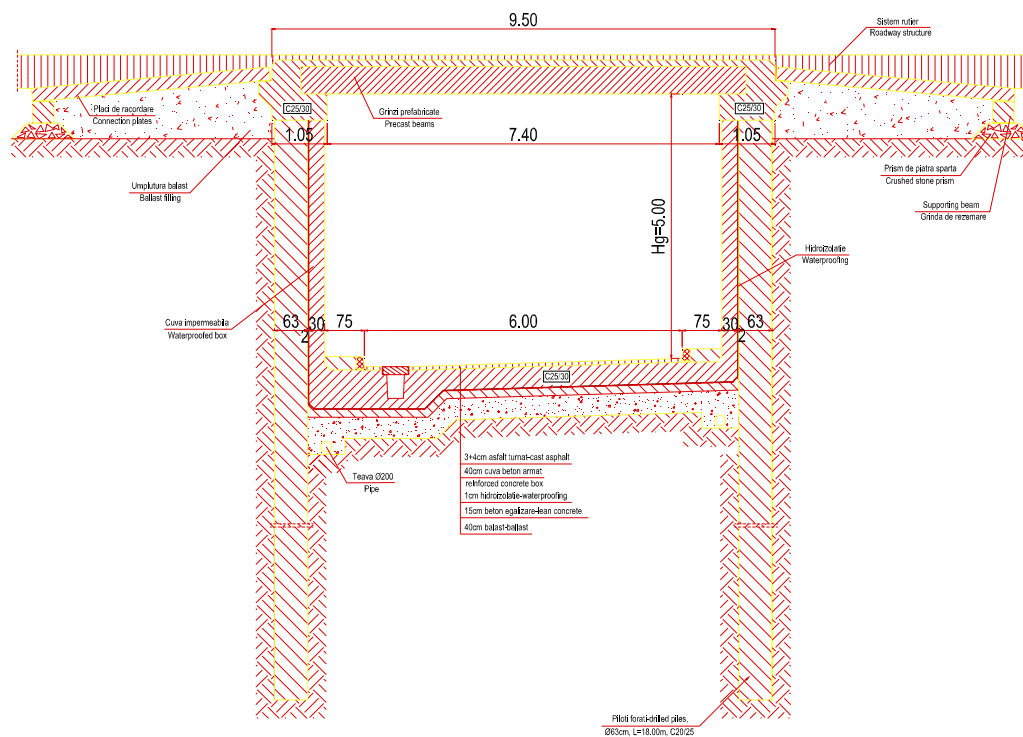 9.50
Sistem rutier
Roadway structure
Placi de racordare
Connection plates
C25/30
Grinzi prefabricate
Precast beams
C25/30
1.05
7.40
1.05
Umplutura balast
Ballast filling
Prism de piatra sparta
Crushed stone prism
Supporting beam
Grinda de rezemare
Hg=5.00
Hidroizolatie
Waterproofing
Cuva impermeabila
Waterproofed box
63
2
30
75
6.00
75
30
2
63
C25/30
3+4cm asfalt turnat-cast asphalt
40cm cuva beton armat
reinforced concrete box
1cm hidroizolatie-waterproofing
15cm beton egalizare-lean concrete
40cm balast-ballast
Teava Ø200
Pipe
Piloti forati-drilled piles,
Ø63cm, L=18.00m, C20/25